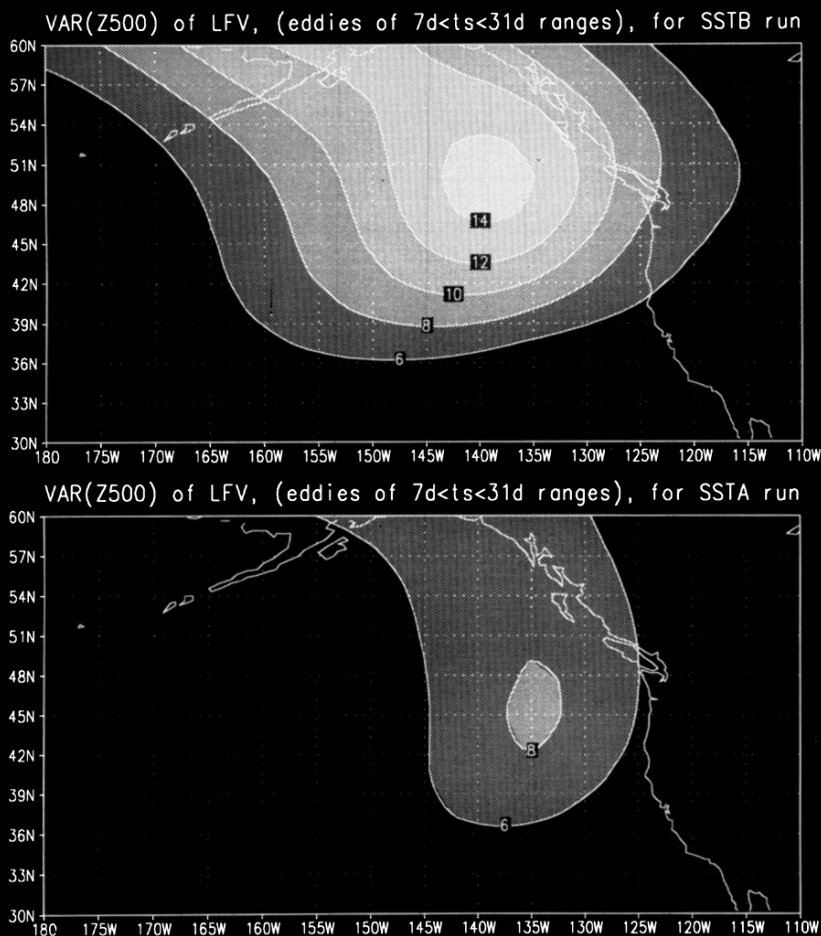 VAR(Z500) of LFV, (eddies of 7d<ts<31d ranges), for SSTB run
60N
57N
54N
51N
48N
14
45N
12
42N
10
39N
8
36N
6
33N
30N
180 175W 170W 165W 160W 155W 150W 145W 140W 135W 130W 125W 120W 115W 110W
VAR(Z500) of LFV, (eddies of 7d<ts<31d ranges), for SSTA run
60N
57N
54N
51N
48N
45N
42N
8
39N
36N
6
33N
30N
180 175W 170W 165W 160W 155W 150W 145W 140W 135W 130W 125W 120W 115W 110W